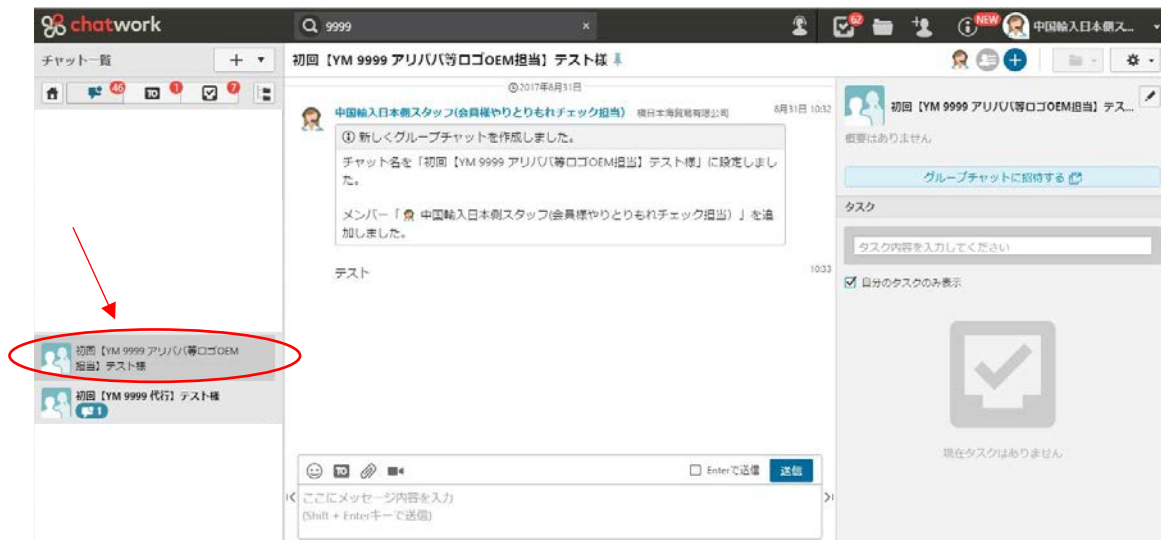 chatwork
9999
×
62
NEW
中国輸入日本側ス...
チャット一覧
46
TO
1
7
初回【YM 9999 アリババ等ロゴOEM担当】テスト様
2017年8月31日
中国輸入日本側スタッフ(会員様やりとりもれチェック担当)
8月31日 10:32
新しくグループチャットを作成しました。
チャット名を「初回【YM 9999 アリババ等ロゴOEM担当】テスト様」に設定しまし
た。
メンバー「 中国輸入日本側スタッフ(会員様やりとりもれチェック担当) 」を追
加しました。
テスト
10:33
初回【YM 9999 アリババ等ロゴOEM
担当】テスト様
初回【YM 9999 代行】テスト様
1
TO
Enterで送信
送信
ここにメッセージ内容を入力
(Shift + Enterキーで送信)
初回【YM 9999 アリババ等ロゴOEM担当】テス...
概要はありません
グループチャットに招待する
タスク
タスク内容を入力してください
自分のタスクのみ表示
現在タスクはありません